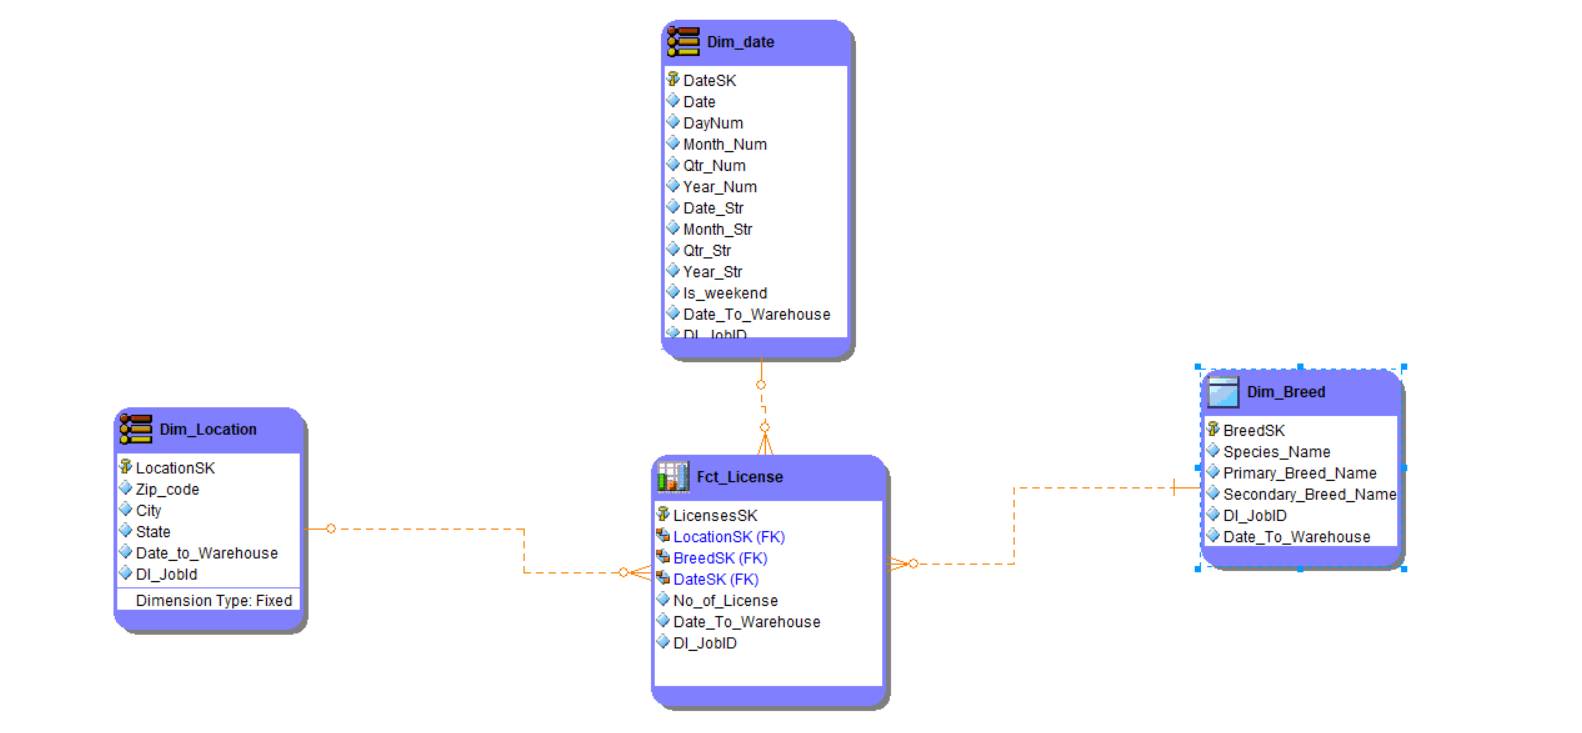 Dim_date
DateSK
Date
DayNum
Month_Num
Qtr_Num
Year_Num
Date_Str
Month_Str
Qtr_Str
Year_Str
Is_weekend
Date_To_Warehouse
DI_JobID
Dim_Location
LocationSK
Zip_code
City
State
Date_to_Warehouse
DI_JobId
Dimension Type: Fixed
Fct_License
LicensesSK
LocationSK (FK)
BreedSK (FK)
DateSK (FK)
No_of_License
Date_To_Warehouse
DI_JobID
Dim_Breed
BreedSK
Species_Name
Primary_Breed_Name
Secondary_Breed_Name
DI_JobID
Date_To_Warehouse